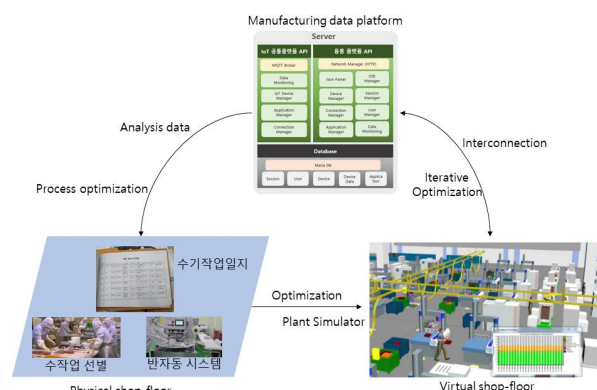 Manufacturing data platform
Server
IoT 공통플랫폼 API
응용 플랫폼 API
MQTT Broker
Network Manager (HTTP)
Data Monitoring
Json Parser
OID Manager
IoT Device Manager
Device Manager
Session Manager
Application Manager
Connection Manager
User Manager
Connection Manager
Application Manager
Data Monitoring
Database
Maria DB
Session
User
Device
Device Data
Applica tion
Analysis data
Interconnection
Process optimization
Iterative
Optimization
수기작업일지
Optimization
Plant Simulator
수작업 선별
반자동 시스템
Physical shop-floor
Virtual shop-floor